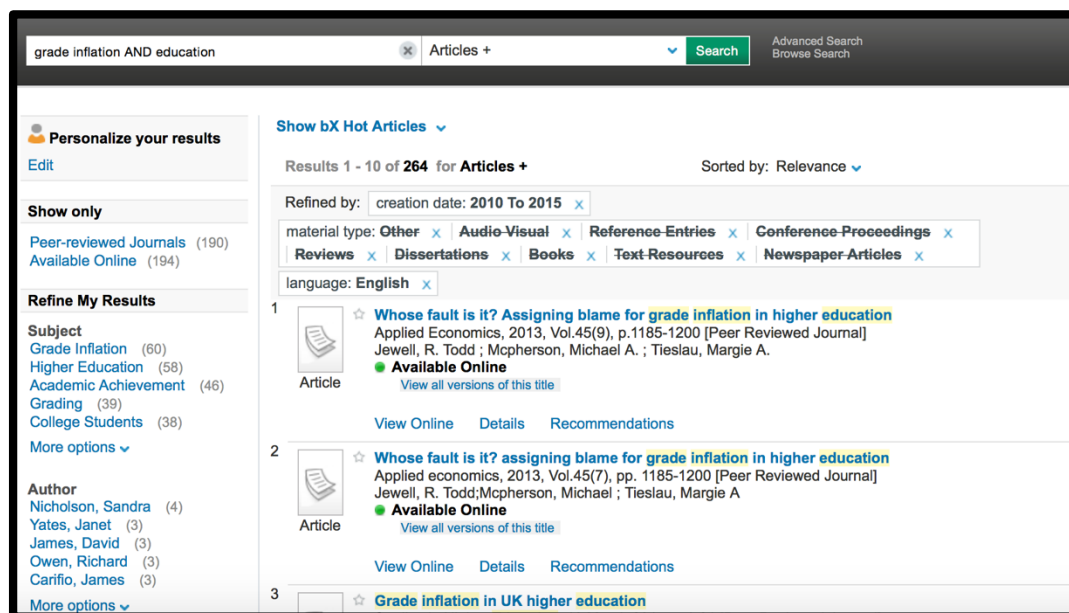 grade inflation AND education
Articles +
Search
Advanced Search
Browse Search
Personalize your results
Edit
Show only
Peer-reviewed Journals (190)
Available Online (194)
Refine My Results
Subject
Grade Inflation (60)
Higher Education (58)
Academic Achievement (46)
Grading (39)
College Students (38)
More options
Author
Nicholson, Sandra (4)
Yates, Janet (3)
James, David (3)
Owen, Richard (3)
Carifio, James (3)
More options
Show bX Hot Articles
Results 1 - 10 of 264 for Articles +
Sorted by: Relevance
Refined by: creation date: 2010 To 2015 x
material type: Other x Audio Visual x Reference Entries x Conference Proceedings x
Reviews x Dissertations x Books x Text Resources x Newspaper Articles x
language: English x
1
Article
Whose fault is it? Assigning blame for grade inflation in higher education
Applied Economics, 2013, Vol.45(9), p.1185-1200 [Peer Reviewed Journal]
Jewell, R. Todd ; Mcpherson, Michael A. ; Tieslau, Margie A.
Available Online
View all versions of this title
View Online Details Recommendations
2
Article
Whose fault is it? assigning blame for grade inflation in higher education
Applied economics, 2013, Vol.45(7), pp. 1185-1200 [Peer Reviewed Journal]
Jewell, R. Todd;Mcpherson, Michael ; Tieslau, Margie A
Available Online
View all versions of this title
View Online Details Recommendations
3
Grade inflation in UK higher education